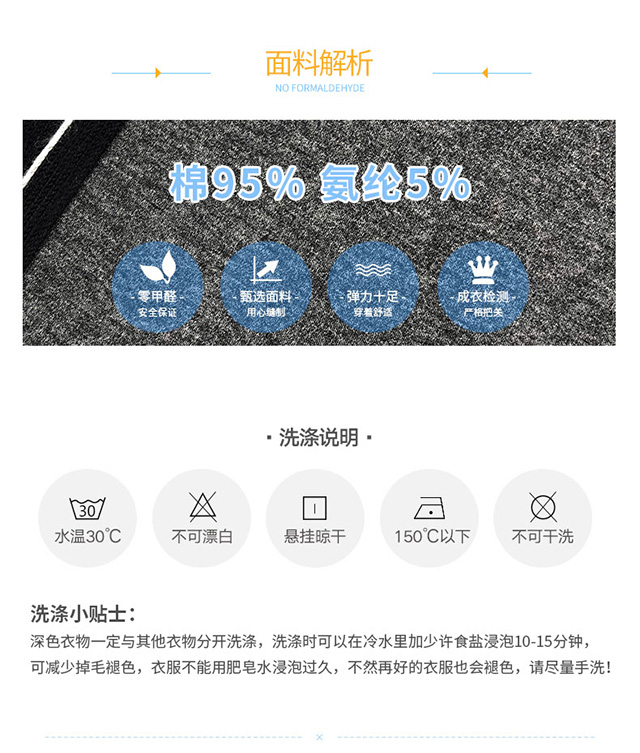 面料解析
NO FORMALDEHYDE
棉95% 氨纶5%
- 零甲醛 -
安全保证
- 甄选面料 -
用心缝制
- 弹力十足 -
穿着舒适
- 成衣检测 -
严格把关
·洗涤说明·
30
水温30℃
不可漂白
悬挂晾干
150℃以下
不可干洗
洗涤小贴士：
深色衣物一定与其他衣物分开洗涤，洗涤时可以在冷水里加少许食盐浸泡10-15分钟，
可减少掉毛褪色，衣服不能用肥皂水浸泡过久，不然再好的衣服也会褪色，请尽量手洗！